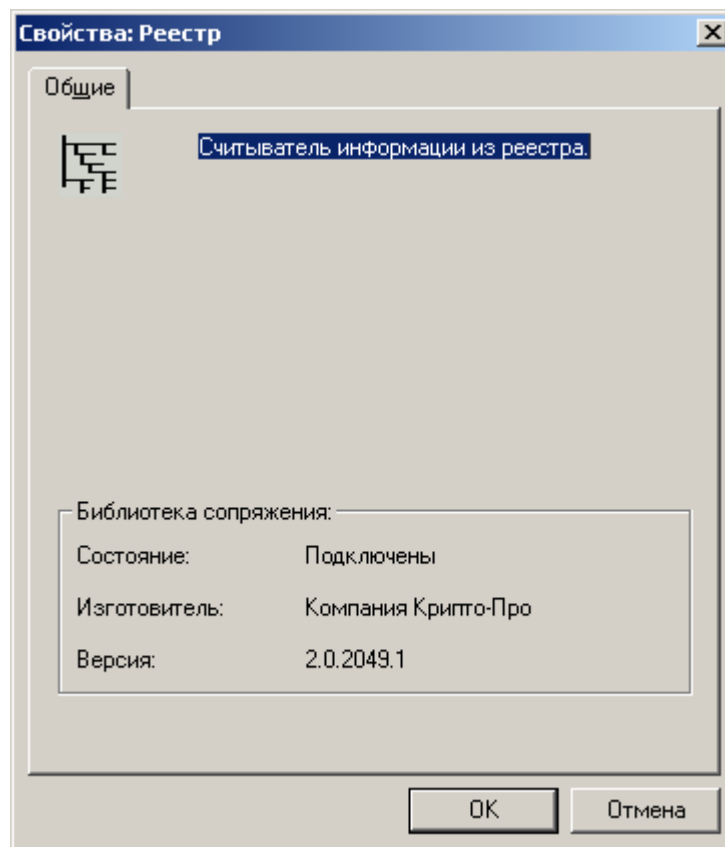 Свойства: Реестр
Общие
Считыватель информации из реестра.
Библиотека сопряжения:
Состояние: Подключены
Изготовитель: Компания Крипто-Про
Версия: 2.0.2049.1
OK Отмена